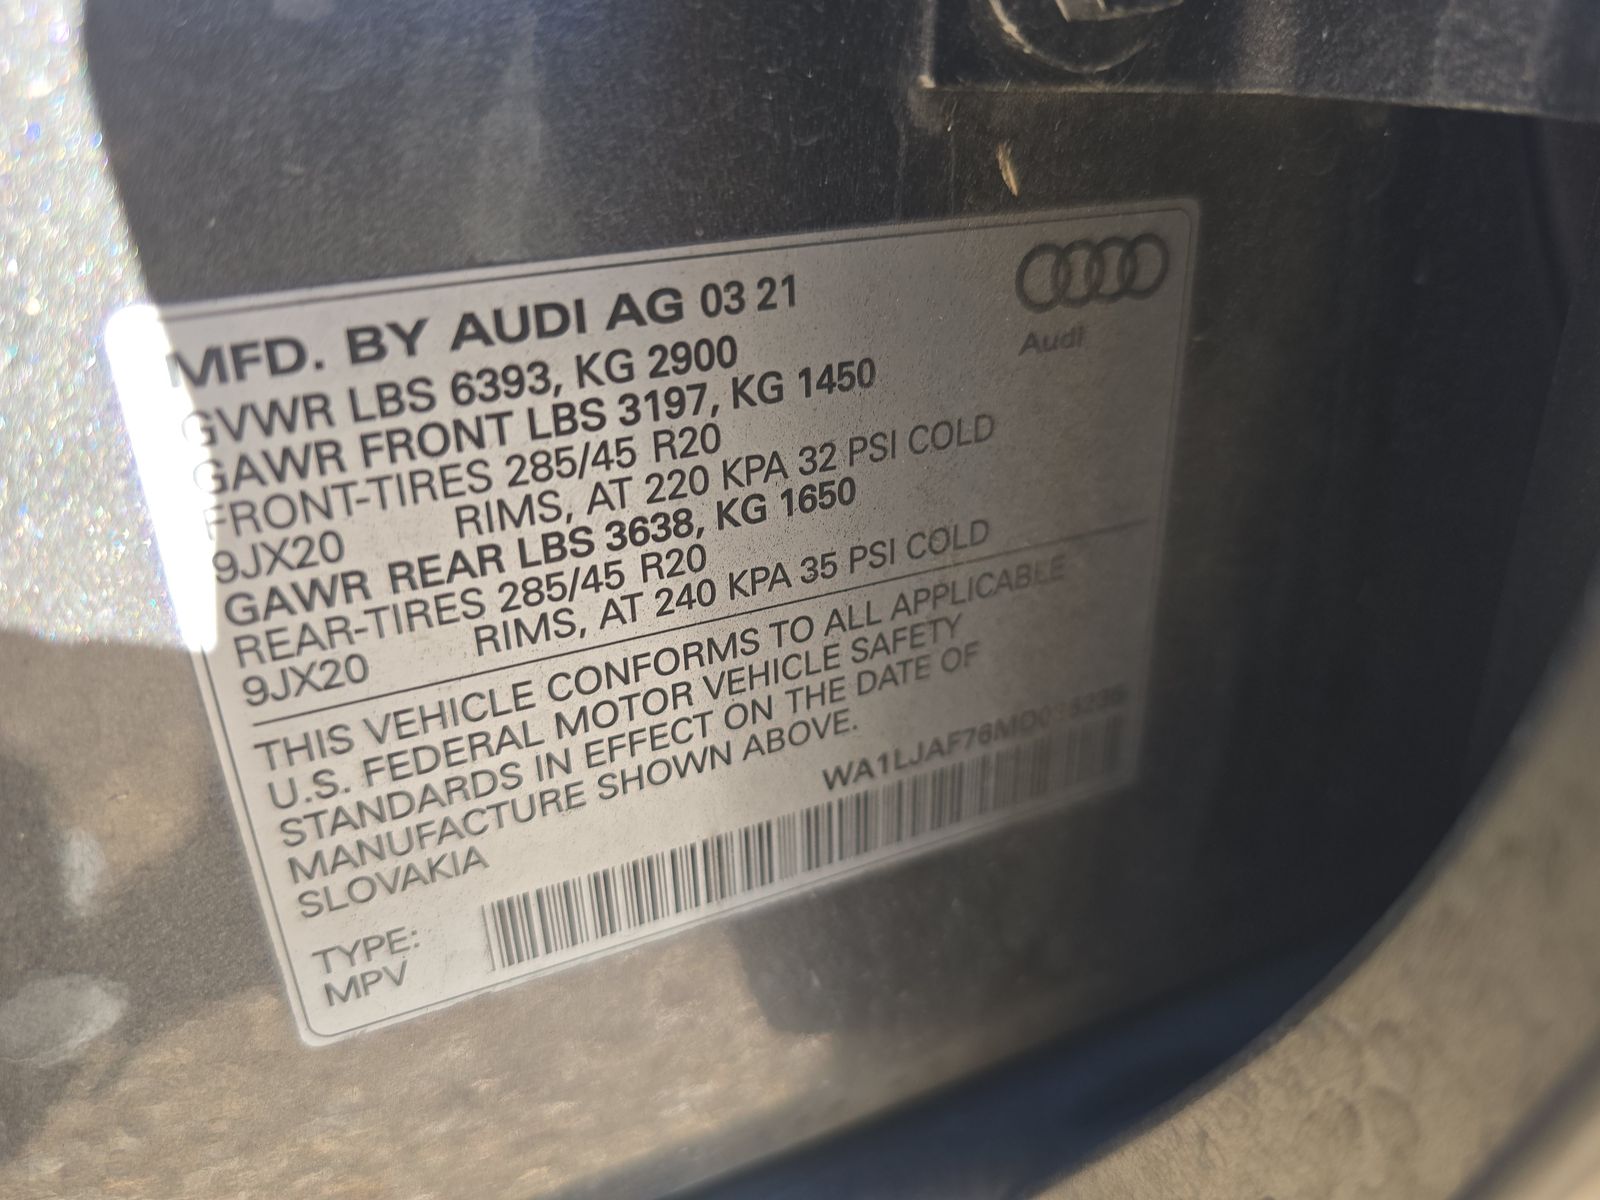 MFD. BY AUDI AG 03 21
GVWR LBS 6393, KG 2900
GAWR FRONT LBS 3197, KG 1450
FRONT-TIRES 285/45 R20
9JX20 RIMS, AT 220 KPA 32 PSI COLD
GAWR REAR LBS 3638, KG 1650
REAR-TIRES 285/45 R20
9JX20 RIMS, AT 240 KPA 35 PSI COLD
THIS VEHICLE CONFORMS TO ALL APPLICABLE
U.S. FEDERAL MOTOR VEHICLE SAFETY
STANDARDS IN EFFECT ON THE DATE OF
MANUFACTURE SHOWN ABOVE.
SLOVAKIA
TYPE:
MPV
Audi